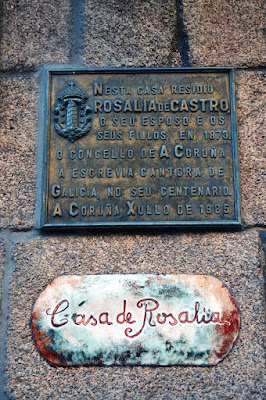 NESTA CASA RESIDIU
ROSALIA DE CASTRO,
O SEU ESPOSO E OS
SEUS FILLOS, EN, 1873.
O CONCELLO DE A CORUÑA
A ESGREVIA CANTORA DE
GALICIA, NO SEU CENTENARIO.
A CORUÑA XULLO DE 1985
Casa de Rosalia